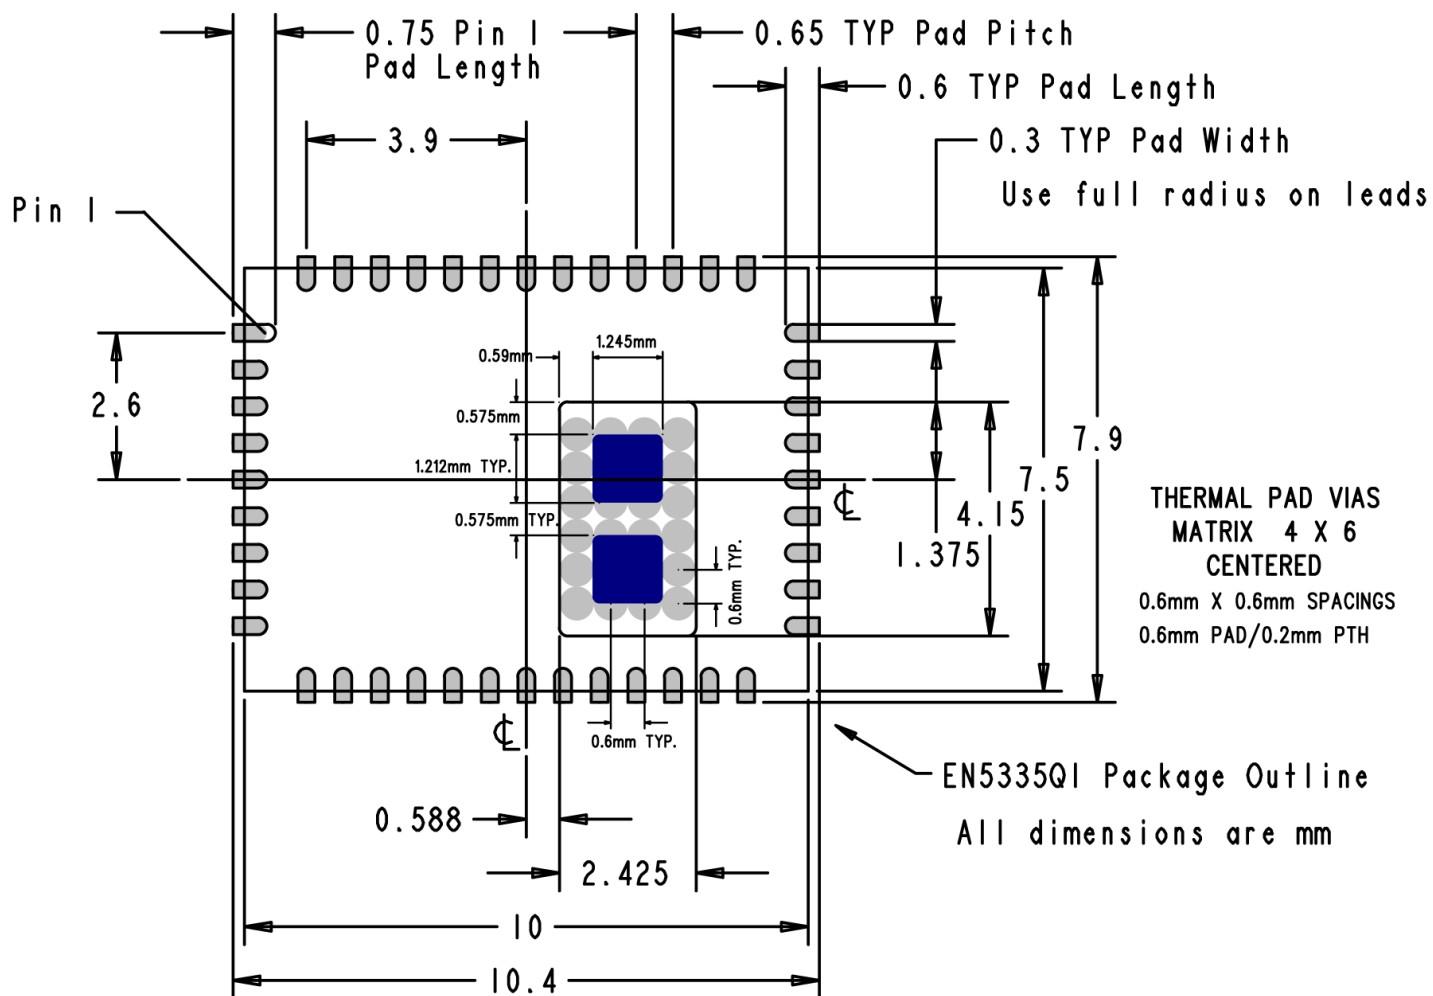 0.75 Pin 1
Pad Length
0.65 TYP Pad Pitch
0.6 TYP Pad Length
3.9
0.3 TYP Pad Width
Use full radius on leads
Pin 1
0.59mm
1.245mm
2.6
0.575mm
7.9
1.212mm TYP.
7.5
℄
THERMAL PAD VIAS
4.15
0.575mm TYP.
MATRIX 4 X 6
1.375
CENTERED
0.6mm TYP.
0.6mm X 0.6mm SPACINGS
0.6mm PAD/0.2mm PTH
℄
0.6mm TYP.
EN5335QI Package Outline
0.588
All dimensions are mm
2.425
10
10.4